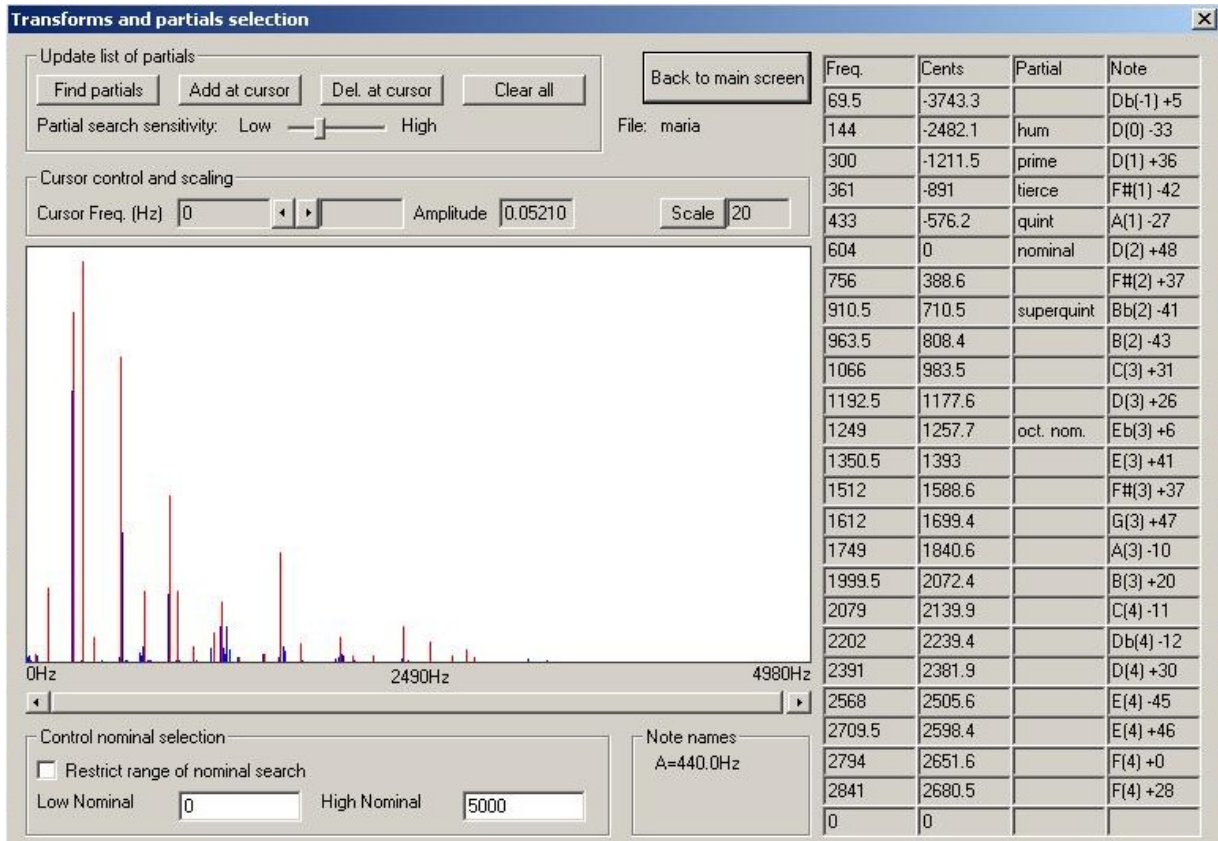 Transforms and partials selection
Update list of partials
Find partials Add at cursor Del. at cursor Clear all
Partial search sensitivity: Low High
Back to main screen
File: maria
Cursor control and scaling
Cursor Freq. (Hz) 0 Amplitude 0.05210 Scale 20
0Hz 2490Hz 4980Hz
Control nominal selection
Restrict range of nominal search
Low Nominal 0 High Nominal 5000
Note names
A=440.0Hz
Freq. Cents Partial Note
69.5 -3743.3 Db(-1) +5
144 -2482.1 hum D(0) -33
300 -1211.5 prime D(1) +36
361 -891 tierce F#(1) -42
433 -576.2 quint A(1) -27
604 0 nominal D(2) +48
756 388.6 F#(2) +37
910.5 710.5 superquint Bb(2) -41
963.5 808.4 B(2) -43
1066 983.5 C(3) +31
1192.5 1177.6 D(3) +26
1249 1257.7 oct. nom. Eb(3) +6
1350.5 1393 E(3) +41
1512 1588.6 F#(3) +37
1612 1699.4 G(3) +47
1749 1840.6 A(3) -10
1999.5 2072.4 B(3) +20
2079 2139.9 C(4) -11
2202 2239.4 Db(4) -12
2391 2381.9 D(4) +30
2568 2505.6 E(4) -45
2709.5 2598.4 E(4) +46
2794 2651.6 F(4) +0
2841 2680.5 F(4) +28
0 0